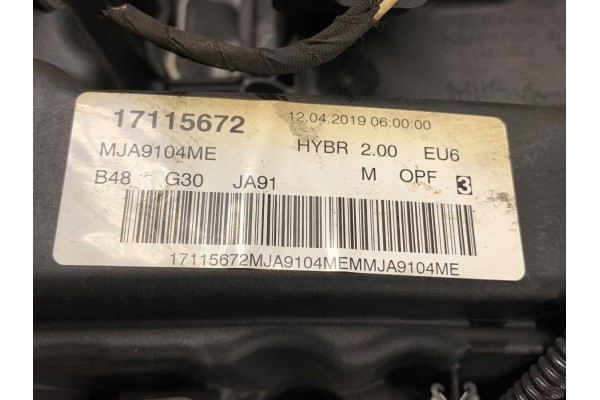 17115672 12.04.2019 06:00:00
MJA9104ME HYBR 2.00 EU6
B48 G30 JA91 M OPF 3
17115672MJA9104MEMMJA9104ME